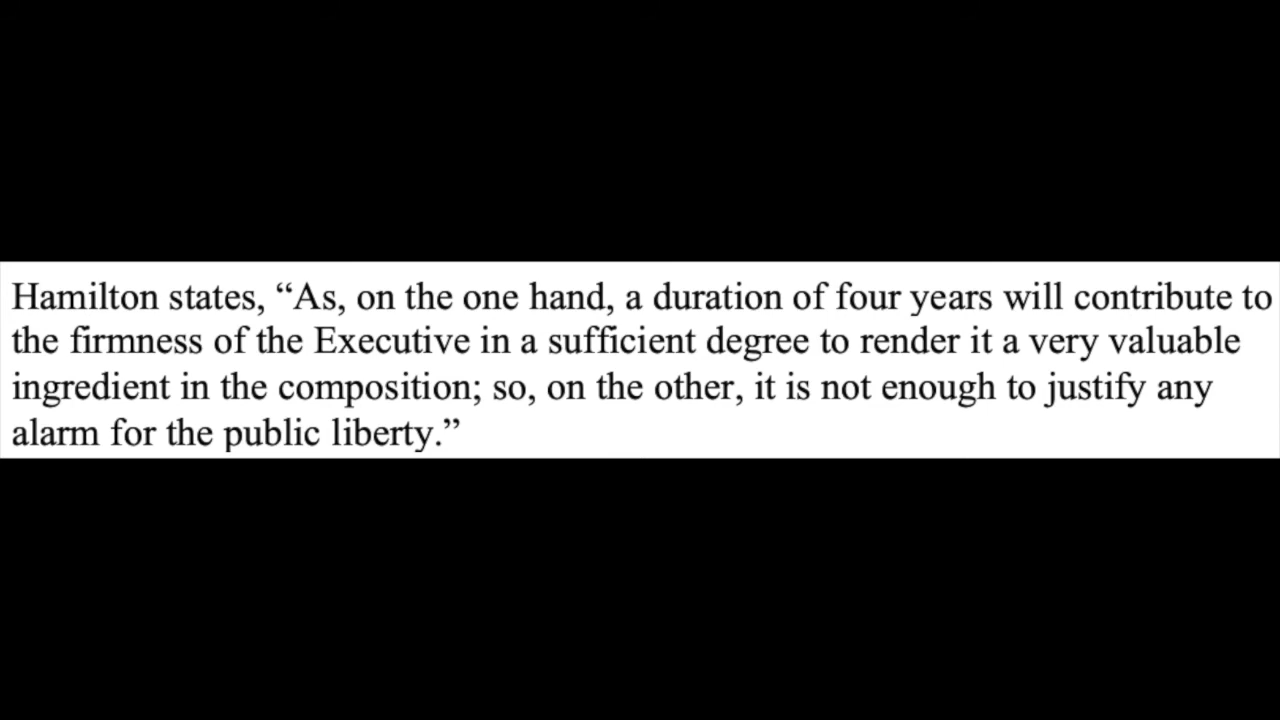 Hamilton states, “As, on the one hand, a duration of four years will contribute to
the firmness of the Executive in a sufficient degree to render it a very valuable
ingredient in the composition; so, on the other, it is not enough to justify any
alarm for the public liberty.”